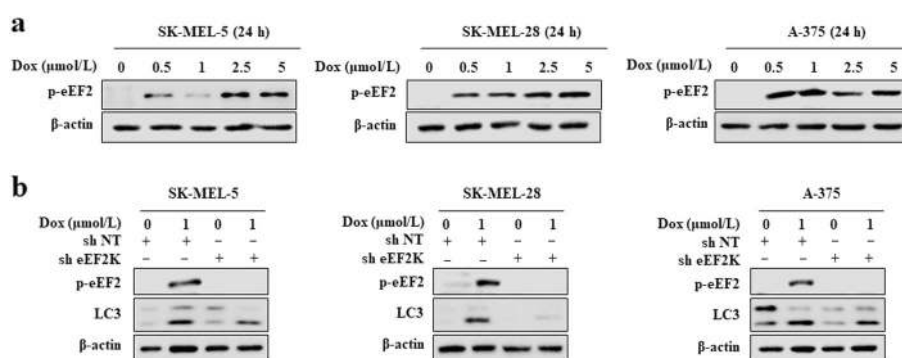 a
SK-MEL-5 (24 h) SK-MEL-28 (24 h) A-375 (24 h)
Dox (μmol/L) 0 0.5 1 2.5 5 Dox (μmol/L) 0 0.5 1 2.5 5 Dox (μmol/L) 0 0.5 1 2.5 5
p-eEF2 p-eEF2 p-eEF2
β-actin β-actin β-actin
b
SK-MEL-5 SK-MEL-28 A-375
Dox (μmol/L) 0 1 0 1 Dox (μmol/L) 0 1 0 1 Dox (μmol/L) 0 1 0 1
sh NT + + – – sh NT + + – – sh NT + + – –
sh eEF2K – – + + sh eEF2K – – + + sh eEF2K – – + +
p-eEF2 p-eEF2 p-eEF2
LC3 LC3 LC3
β-actin β-actin β-actin